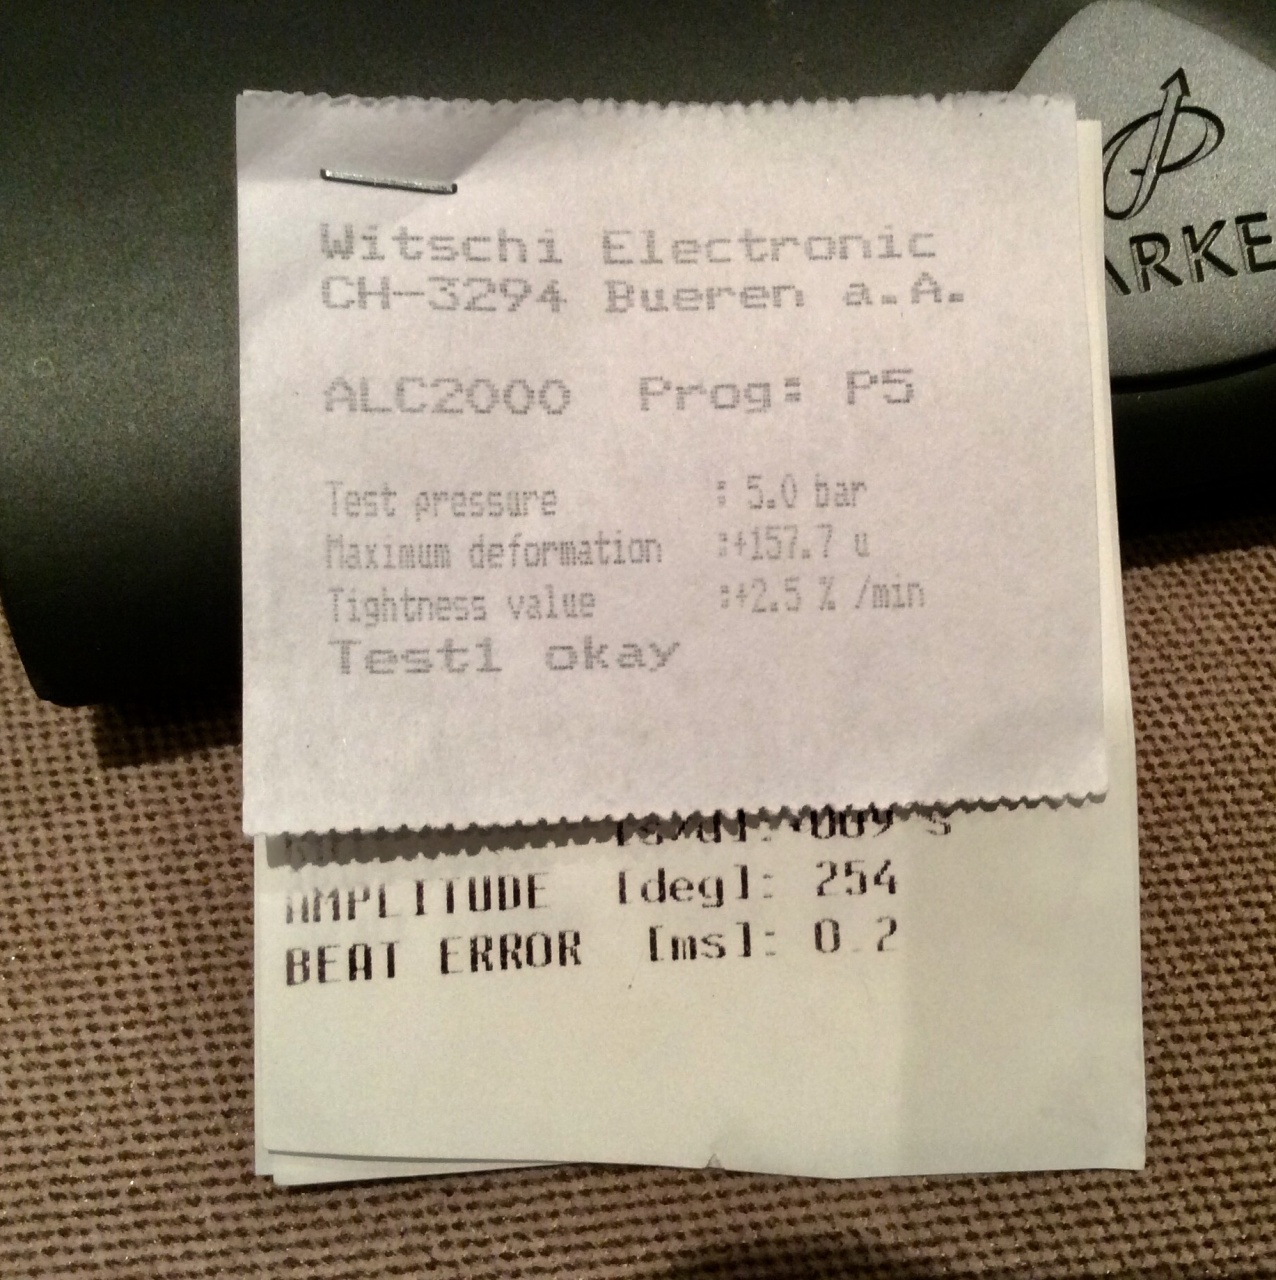 Witschi Electronic
CH-3294 Bueren a.A.
ALC2000 Prog: P5
Test pressure : 5.0 bar
Maximum deformation :+157.7 u
Tightness value :+2.5 % /min
Test1 okay
AMPLITUDE [deg]: 254
BEAT ERROR [ms]: 0.2